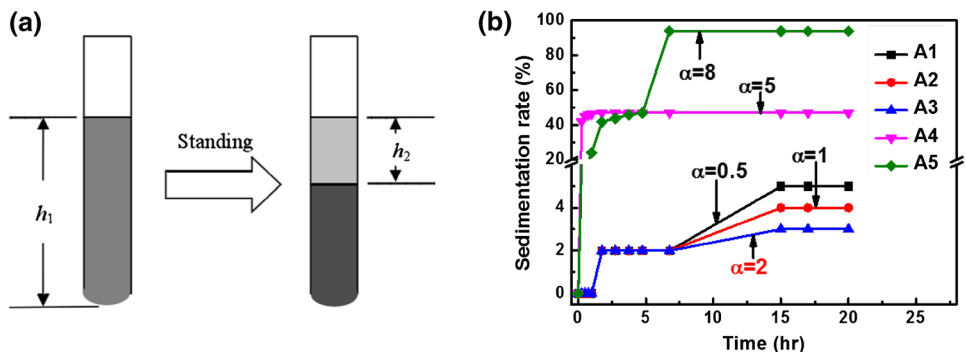 (a)
h1
Standing
h2
(b)
Sedimentation rate (%)
100
80
60
40
20
4
2
0
0
5
10
15
20
Time (hr)
α=8
α=5
α=0.5
α=1
α=2
A1
A2
A3
A4
A5